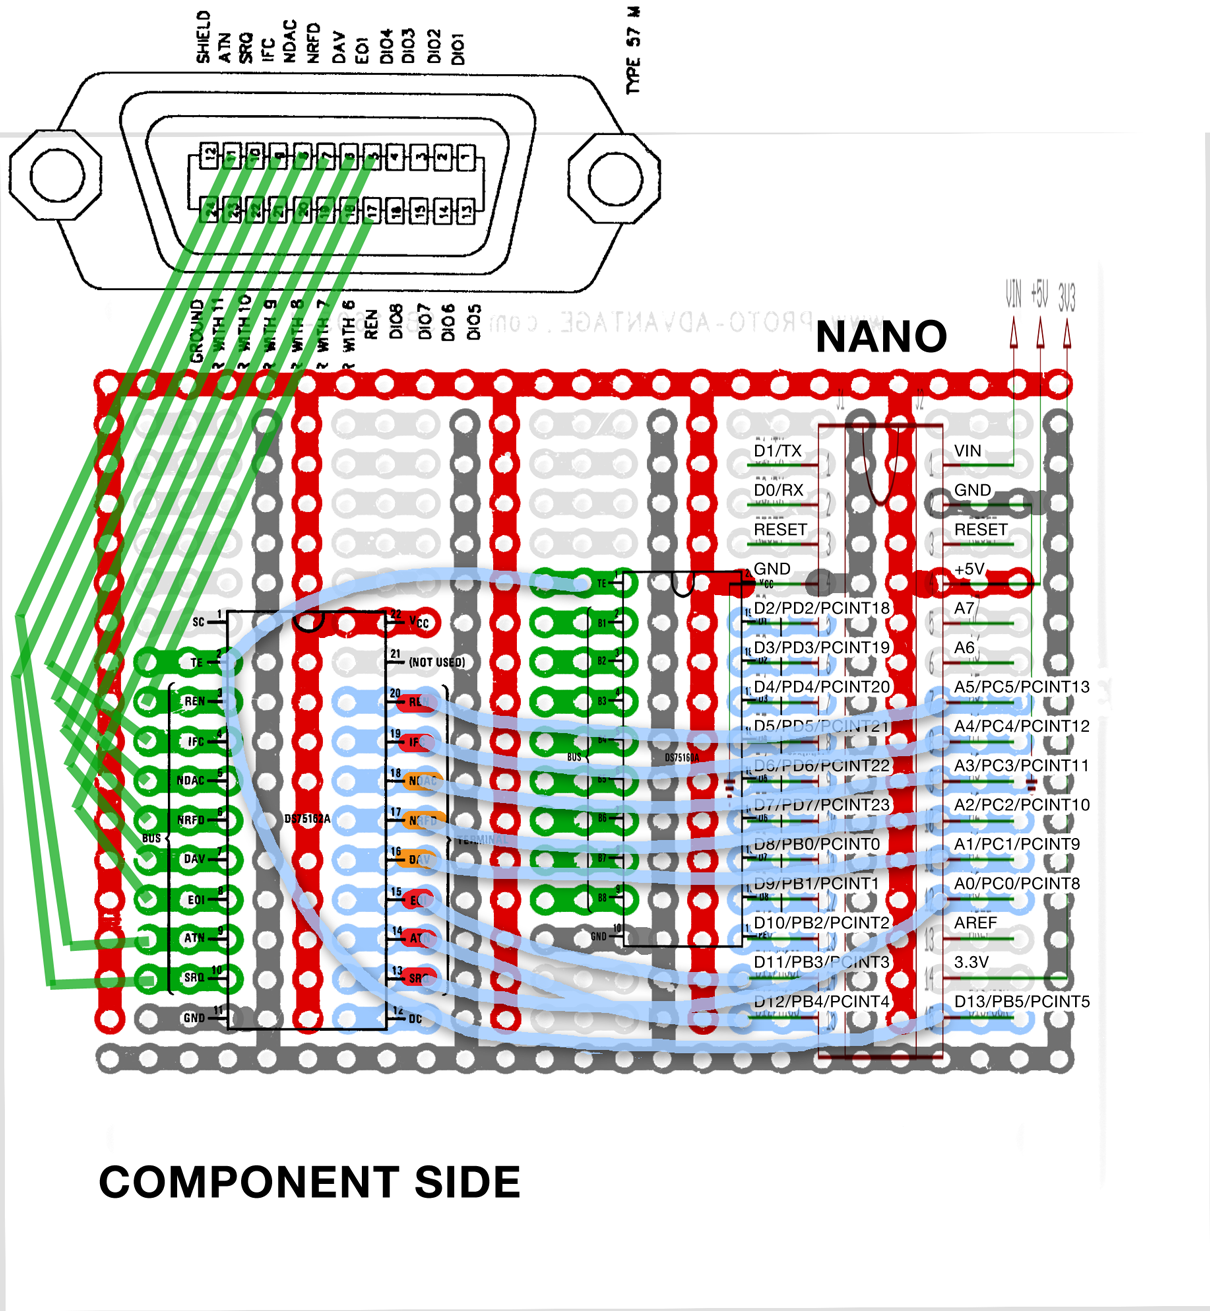 SHIELD
ATN
SRQ
IFC
NDAC
NRFD
DAV
EOI
DIO4
DIO3
DIO2
DIO1
TYPE 57 M
12 11 10 9 8 7 6 5 4 3 2 1
24 23 22 21 20 19 18 17 16 15 14 13
GROUND
R WITH 11
R WITH 10
R WITH 9
R WITH 8
R WITH 7
R WITH 6
REN
DIO8
DIO7
DIO6
DIO5
www.PROTO-ADVANTAGE.com
NANO
VIN +5V 3V3
J1 J2
D1/TX
D0/RX
RESET
GND
D2/PD2/PCINT18
D3/PD3/PCINT19
D4/PD4/PCINT20
D5/PD5/PCINT21
D6/PD6/PCINT22
D7/PD7/PCINT23
D8/PB0/PCINT0
D9/PB1/PCINT1
D10/PB2/PCINT2
D11/PB3/PCINT3
D12/PB4/PCINT4
VIN
GND
RESET
+5V
A7
A6
A5/PC5/PCINT13
A4/PC4/PCINT12
A3/PC3/PCINT11
A2/PC2/PCINT10
A1/PC1/PCINT9
A0/PC0/PCINT8
AREF
3.3V
D13/PB5/PCINT5
SC 1
TE 2
REN 3
IFC 4
NDAC 5
NRFD 6
DAV 7
EOI 8
ATN 9
SRQ 10
GND 11
BUS
DS75162A
22 VCC
21 (NOT USED)
20 REN
19 IFC
18 NDAC
17 NRFD
16 DAV
15 EOI
14 ATN
13 SRQ
12 DC
TERMINAL
TE 1
B1 2
B2 3
B3
B4
B5
B6
B7
B8 9
GND 10
BUS
DS75160A
VCC
COMPONENT SIDE